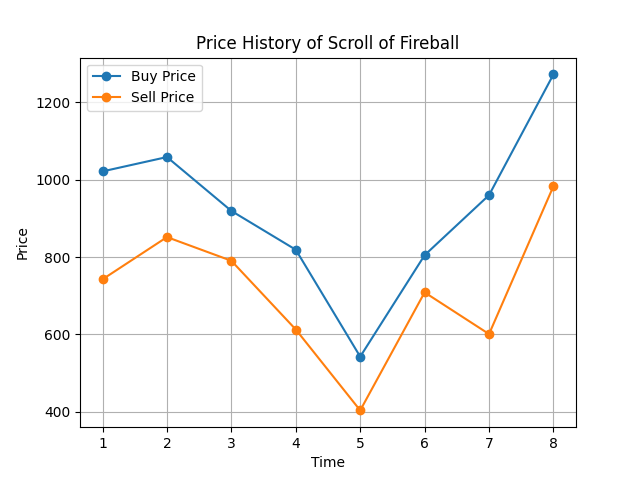 Price History of Scroll of Fireball
Buy Price
Sell Price
1200
1000
800
600
400
Price
1 2 3 4 5 6 7 8
Time